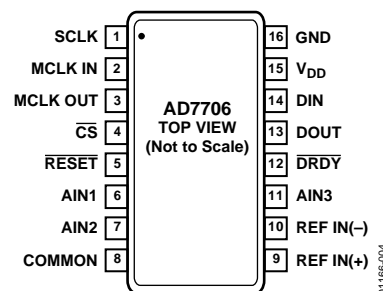 SCLK 1
MCLK IN 2
MCLK OUT 3
CS 4
RESET 5
AIN1 6
AIN2 7
COMMON 8
AD7706
TOP VIEW
(Not to Scale)
16 GND
15 VDD
14 DIN
13 DOUT
12 DRDY
11 AIN3
10 REF IN(–)
9 REF IN(+)
01166-004